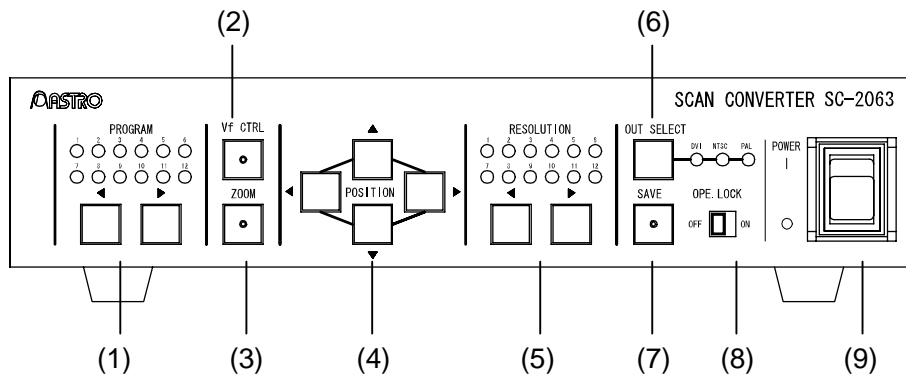 (2) (6)
ASTRO SCAN CONVERTER SC-2063
PROGRAM Vf CTRL RESOLUTION OUT SELECT
1 2 3 4 5 6 1 2 3 4 5 6 DVI NTSC PAL POWER
7 8 9 10 11 12 7 8 9 10 11 12
ZOOM POSITION SAVE OPE.LOCK
OFF ON
(1) (3) (4) (5) (7) (8) (9)